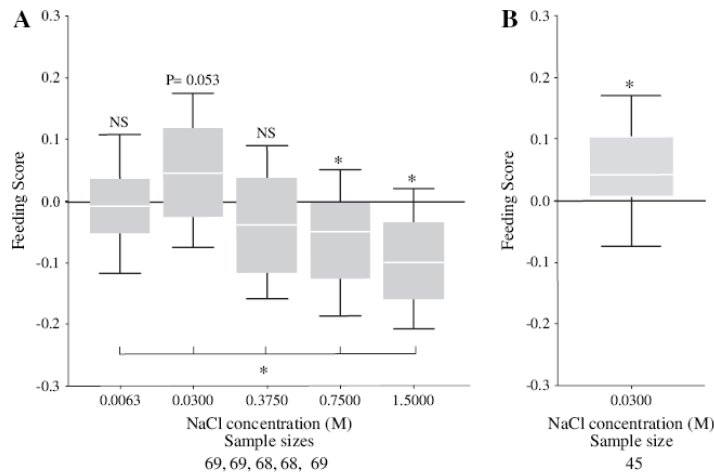 A
0.3
0.2
0.1
0.0
-0.1
-0.2
-0.3
Feeding Score
NS
P= 0.053
NS
*
*
*
0.0063 0.0300 0.3750 0.7500 1.5000
NaCl concentration (M)
Sample sizes
69, 69, 68, 68, 69
B
0.3
0.2
0.1
0.0
-0.1
-0.2
-0.3
Feeding Score
*
0.0300
NaCl concentration (M)
Sample size
45